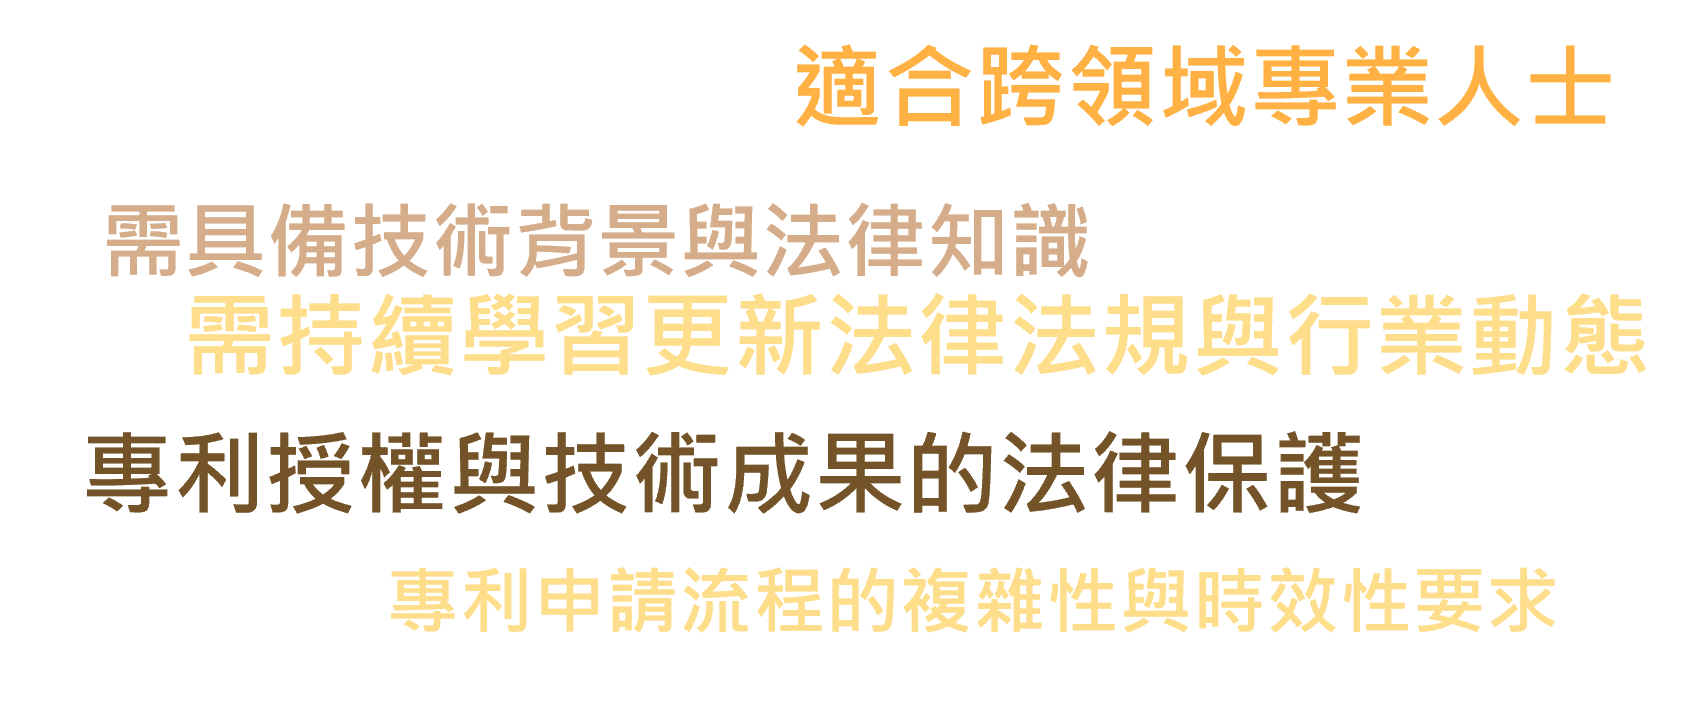 適合跨領域專業人士
需具備技術背景與法律知識
需持續學習更新法律法規與行業動態
專利授權與技術成果的法律保護
專利申請流程的複雜性與時效性要求